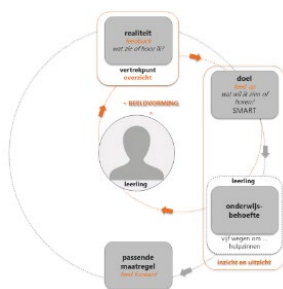 realiteit
feedback
wat zie of hoor ik?
vertrekpunt
overzicht
doel
feed up
wat wil ik zien of
horen?
SMART
- BEELDVORMING
leerling
leerling
onderwijs-
behoefte
vijf wegen om ...
hulpzinnen
inzicht en uitzicht
passende
maatregel
feed forward